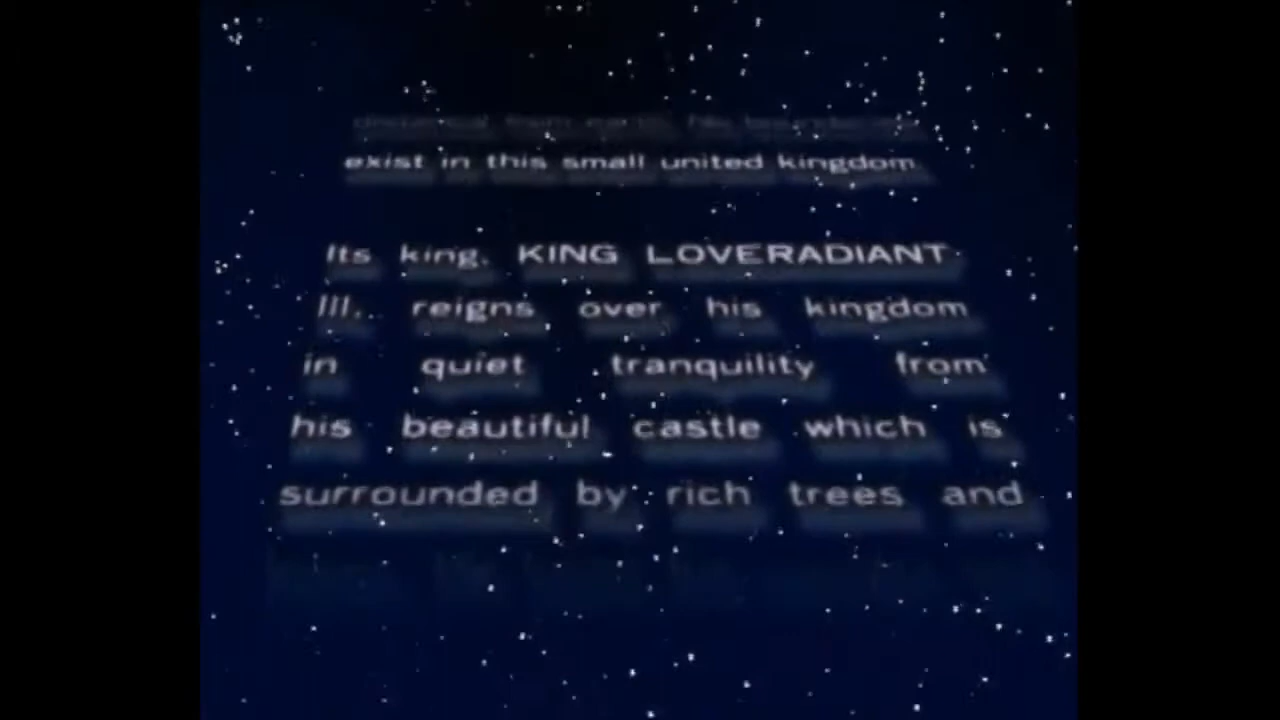 exist in this small united kingdom.
Its king, KING LOVERADIANT
III, reigns over his kingdom
in quiet tranquility from
his beautiful castle which is
surrounded by rich trees and